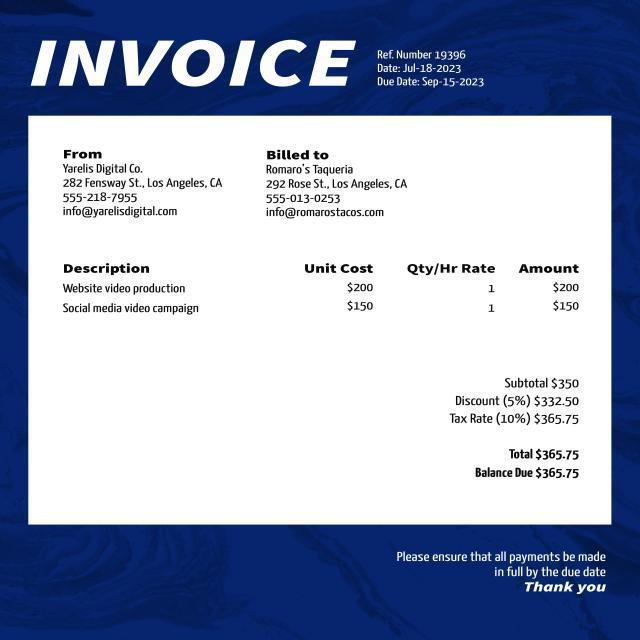 INVOICE
Ref. Number 19396
Date: Jul-18-2023
Due Date: Sep-15-2023
From
Yarelis Digital Co.
282 Fensway St., Los Angeles, CA
555-218-7955
info@yarelisdigital.com
Billed to
Romaro's Taqueria
292 Rose St., Los Angeles, CA
555-013-0253
info@romarostacos.com
Description Unit Cost Qty/Hr Rate Amount
Website video production $200 1 $200
Social media video campaign $150 1 $150
Subtotal $350
Discount (5%) $332.50
Tax Rate (10%) $365.75
Total $365.75
Balance Due $365.75
Please ensure that all payments be made
in full by the due date
Thank you